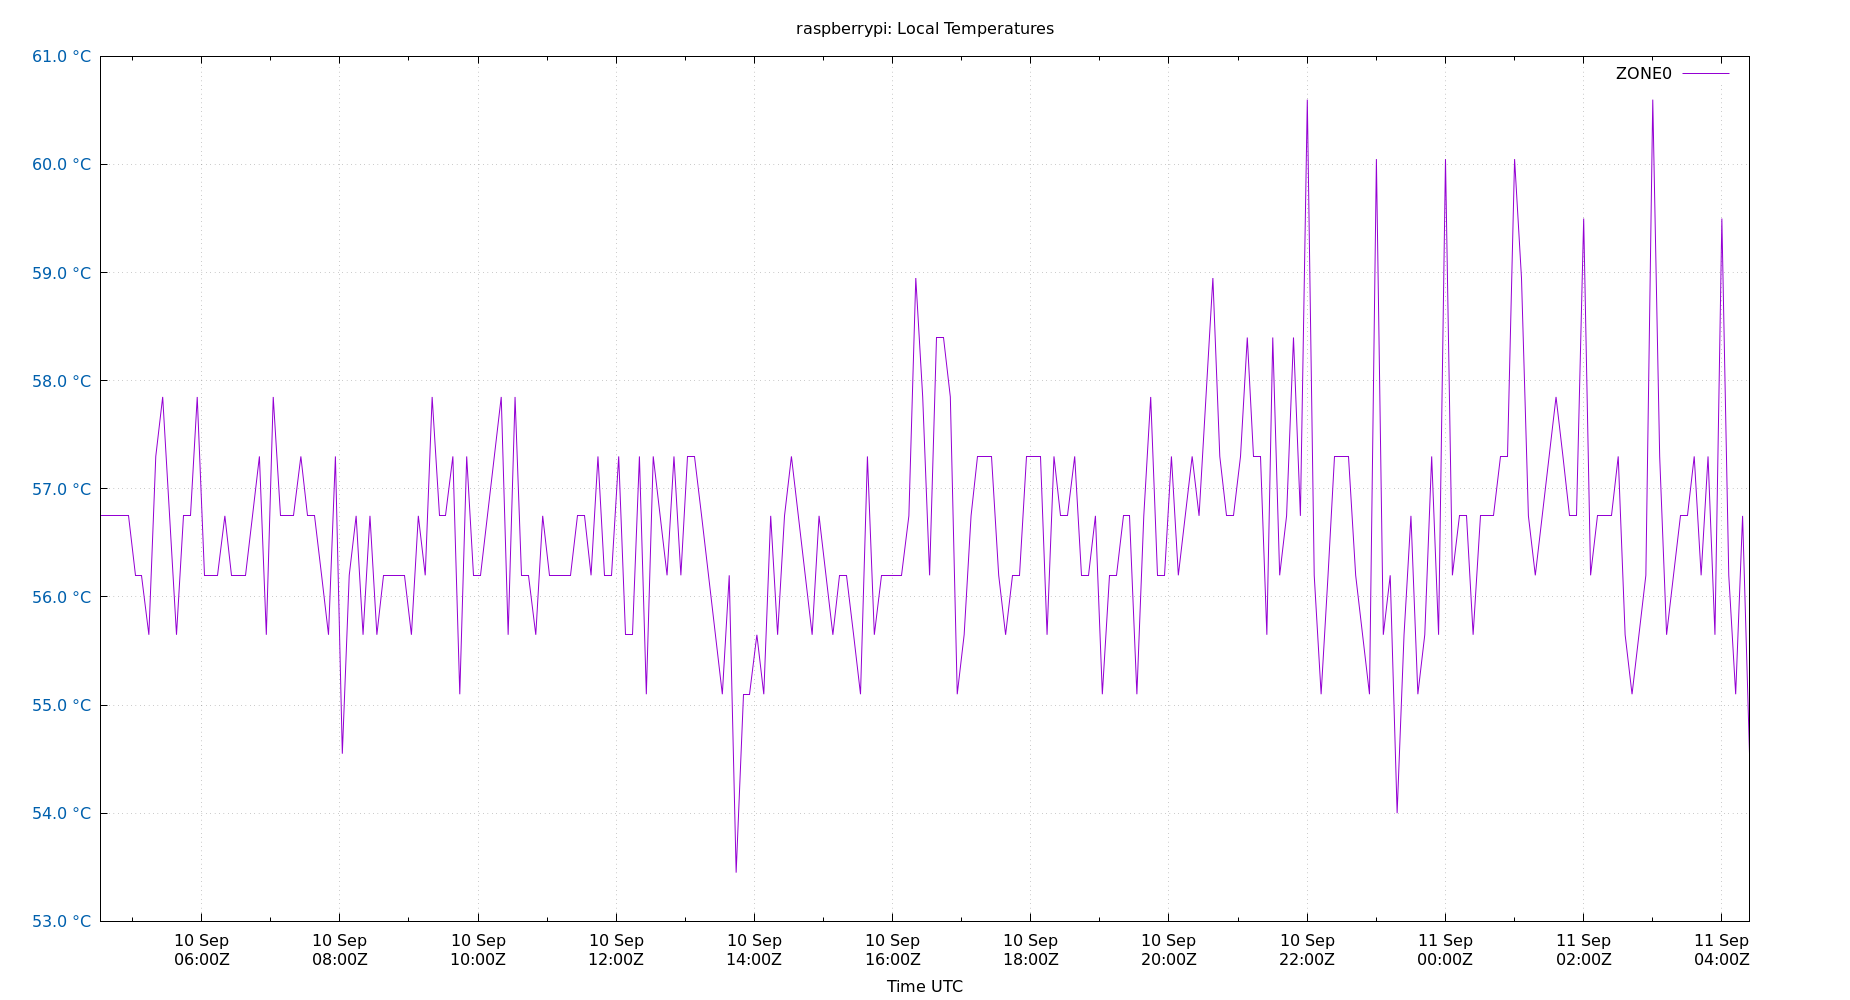 raspberrypi: Local Temperatures
61.0 °C
ZONE0
60.0 °C
59.0 °C
58.0 °C
57.0 °C
56.0 °C
55.0 °C
54.0 °C
53.0 °C
10 Sep 10 Sep 10 Sep 10 Sep 10 Sep 10 Sep 10 Sep 10 Sep 10 Sep 11 Sep 11 Sep 11 Sep
06:00Z 08:00Z 10:00Z 12:00Z 14:00Z 16:00Z 18:00Z 20:00Z 22:00Z 00:00Z 02:00Z 04:00Z
Time UTC